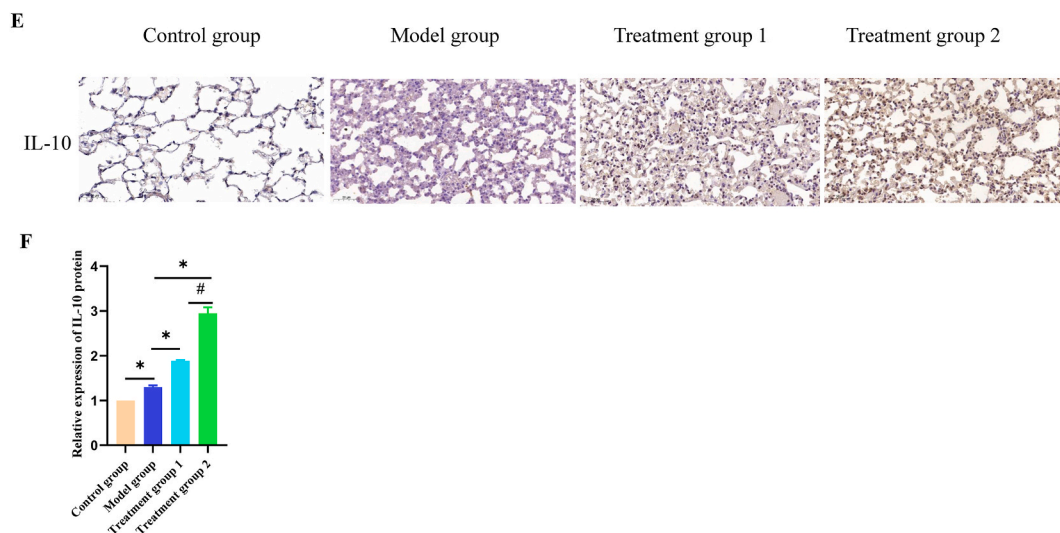 E
Control group Model group Treatment group 1 Treatment group 2
IL-10
F
Relative expression of IL-10 protein
4
3
2
1
0
*
#
*
*
Control group
Model group
Treatment group 1
Treatment group 2